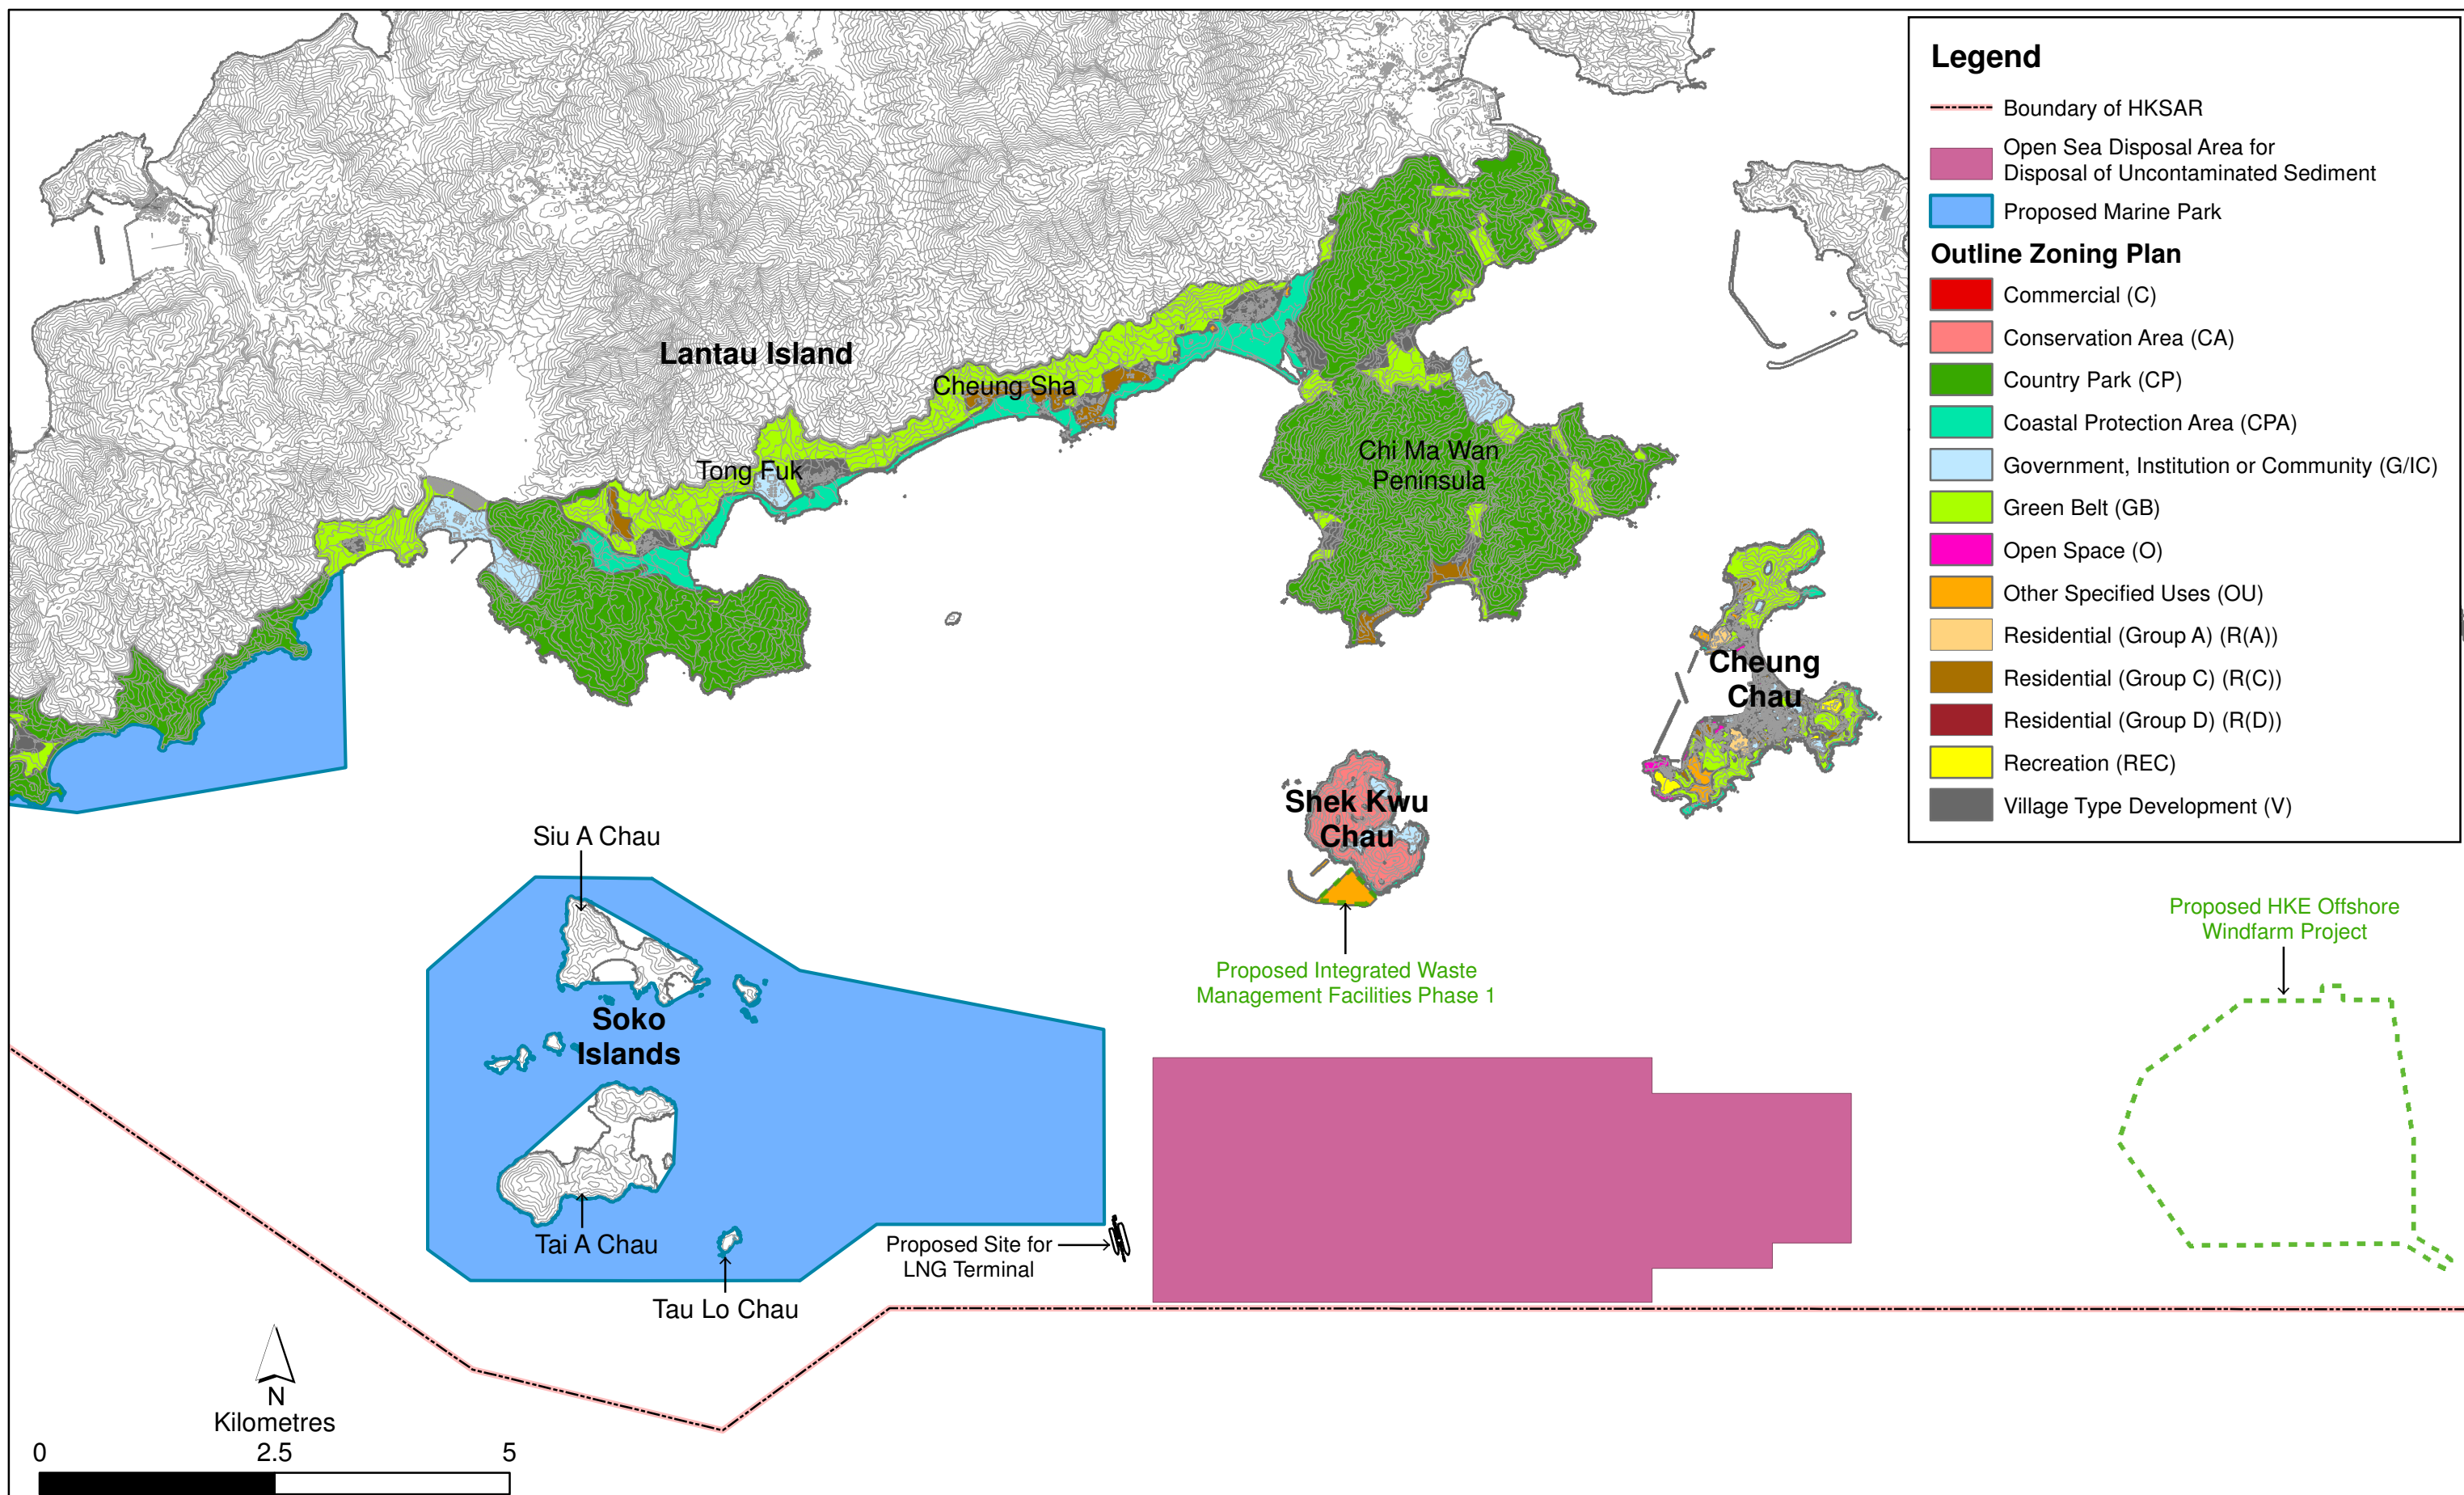 Legend
Boundary of HKSAR
Open Sea Disposal Area for
Disposal of Uncontaminated Sediment
Proposed Marine Park
Outline Zoning Plan
Commercial (C)
Conservation Area (CA)
Country Park (CP)
Coastal Protection Area (CPA)
Government, Institution or Community (G/IC)
Green Belt (GB)
Open Space (O)
Other Specified Uses (OU)
Residential (Group A) (R(A))
Residential (Group C) (R(C))
Residential (Group D) (R(D))
Recreation (REC)
Village Type Development (V)
Lantau Island
Cheung Sha
Tong Fuk
Chi Ma Wan
Peninsula
Cheung
Chau
Shek Kwu
Chau
Siu A Chau
Proposed HKE Offshore
Windfarm Project
Proposed Integrated Waste
Management Facilities Phase 1
Soko
Islands
Tai A Chau
Proposed Site for
LNG Terminal
Tau Lo Chau
N
Kilometres
0 2.5 5